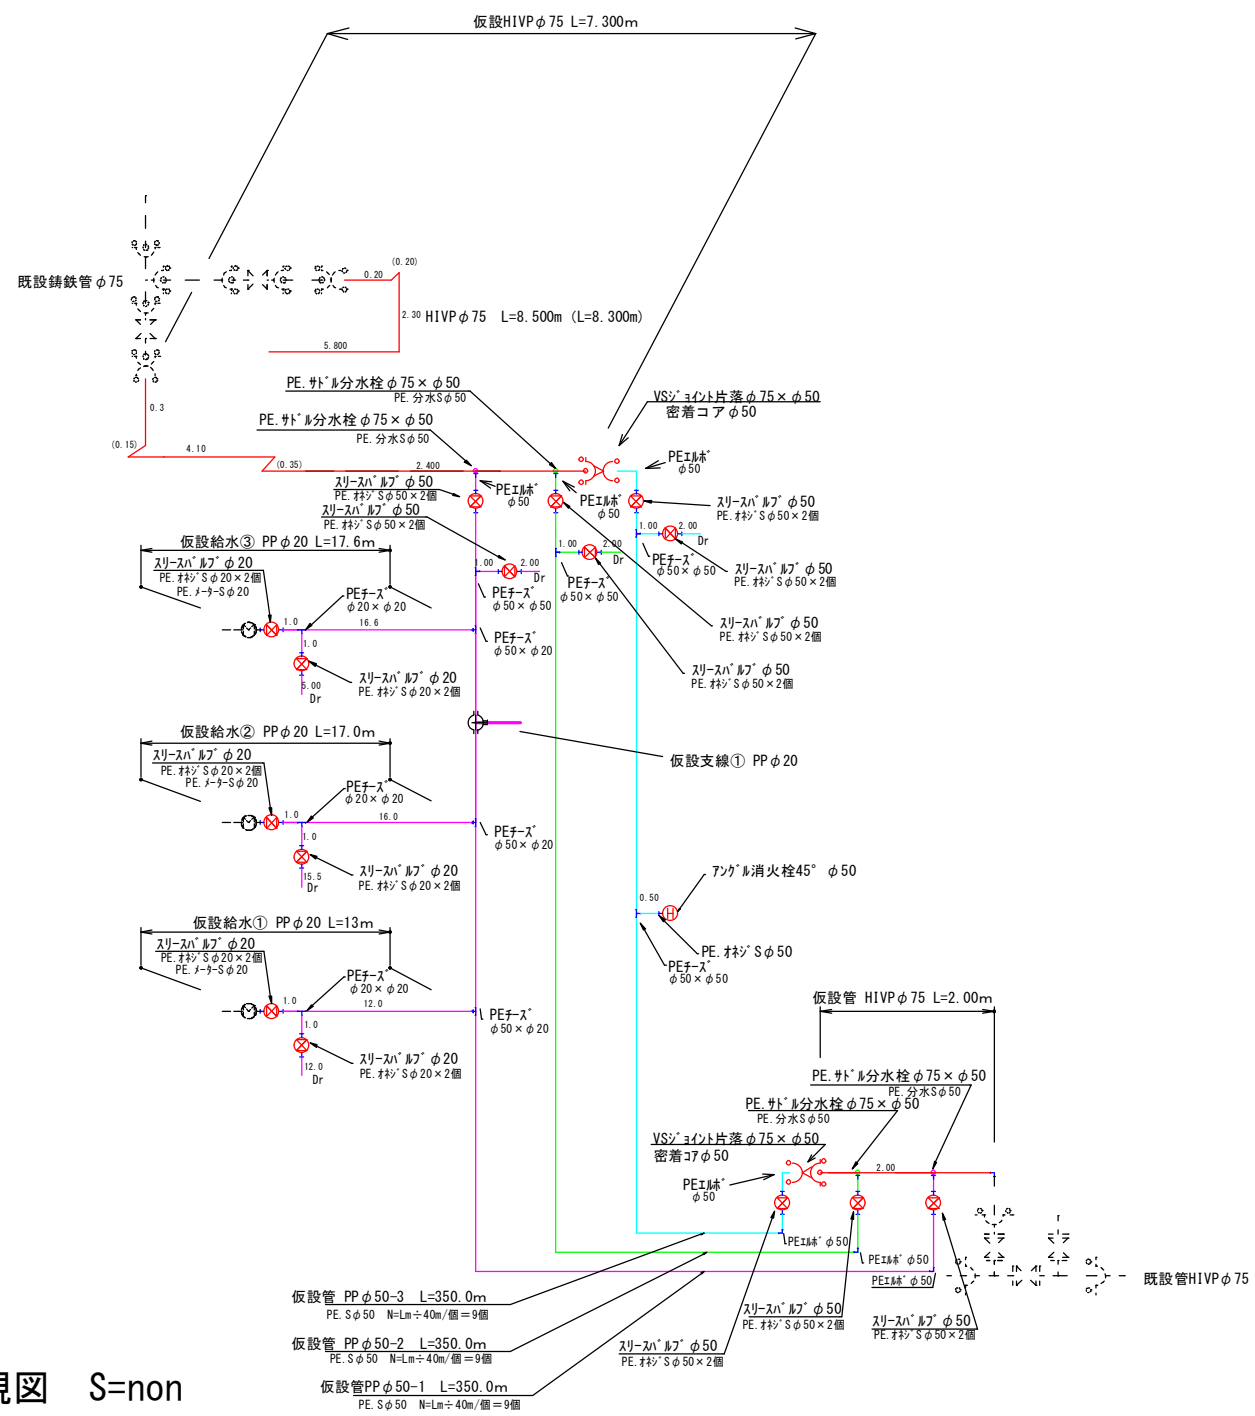 仮設HIVPφ75 L=7.300m
既設鋳鉄管φ75
(0.20)
0.20
2.30
HIVPφ75 L=8.500m (L=8.300m)
5.800
0.3
(0.15)
4.10
(0.35)
2.400
PE.ｻﾄﾞﾙ分水栓φ75×φ50
PE.分水Sφ50
PE.ｻﾄﾞﾙ分水栓φ75×φ50
PE.分水Sφ50
VSｼﾞｮｲﾝﾄ片落φ75×φ50
密着コアφ50
PEｴﾙﾎﾞ
φ50
PEｴﾙﾎﾞ
φ50
PEｴﾙﾎﾞ
φ50
ｽﾘｰｽﾊﾞﾙﾌﾞφ50
PE.ｵﾈｼﾞSφ50×2個
ｽﾘｰｽﾊﾞﾙﾌﾞφ50
PE.ｵﾈｼﾞSφ50×2個
ｽﾘｰｽﾊﾞﾙﾌﾞφ50
PE.ｵﾈｼﾞSφ50×2個
1.00
2.00
Dr
1.00
2.00
Dr
1.00
2.00
Dr
PEﾁｰｽﾞ
φ50×φ50
PEﾁｰｽﾞ
φ50×φ50
PEﾁｰｽﾞ
φ50×φ50
ｽﾘｰｽﾊﾞﾙﾌﾞφ50
PE.ｵﾈｼﾞSφ50×2個
ｽﾘｰｽﾊﾞﾙﾌﾞφ50
PE.ｵﾈｼﾞSφ50×2個
ｽﾘｰｽﾊﾞﾙﾌﾞφ50
PE.ｵﾈｼﾞSφ50×2個
仮設給水③ PPφ20 L=17.6m
ｽﾘｰｽﾊﾞﾙﾌﾞφ20
PE.ｵﾈｼﾞSφ20×2個
PE.ﾒｰﾀｰSφ20
PEﾁｰｽﾞ
φ20×φ20
1.0
16.6
1.0
5.00
Dr
ｽﾘｰｽﾊﾞﾙﾌﾞφ20
PE.ｵﾈｼﾞSφ20×2個
PEﾁｰｽﾞ
φ50×φ20
仮設支線① PPφ20
仮設給水② PPφ20 L=17.0m
ｽﾘｰｽﾊﾞﾙﾌﾞφ20
PE.ｵﾈｼﾞSφ20×2個
PE.ﾒｰﾀｰSφ20
PEﾁｰｽﾞ
φ20×φ20
1.0
16.0
1.0
15.5
Dr
ｽﾘｰｽﾊﾞﾙﾌﾞφ20
PE.ｵﾈｼﾞSφ20×2個
PEﾁｰｽﾞ
φ50×φ20
ｱﾝｸﾞﾙ消火栓45° φ50
0.50
H
PE.ｵﾈｼﾞSφ50
PEﾁｰｽﾞ
φ50×φ50
仮設給水① PPφ20 L=13m
ｽﾘｰｽﾊﾞﾙﾌﾞφ20
PE.ｵﾈｼﾞSφ20×2個
PE.ﾒｰﾀｰSφ20
PEﾁｰｽﾞ
φ20×φ20
1.0
12.0
1.0
12.0
Dr
ｽﾘｰｽﾊﾞﾙﾌﾞφ20
PE.ｵﾈｼﾞSφ20×2個
PEﾁｰｽﾞ
φ50×φ20
仮設管 HIVPφ75 L=2.00m
PE.ｻﾄﾞﾙ分水栓φ75×φ50
PE.分水Sφ50
PE.ｻﾄﾞﾙ分水栓φ75×φ50
PE.分水Sφ50
VSｼﾞｮｲﾝﾄ片落φ75×φ50
密着ｺｱφ50
2.00
PEｴﾙﾎﾞ
φ50
PEｴﾙﾎﾞφ50
PEｴﾙﾎﾞφ50
PEｴﾙﾎﾞφ50
既設管HIVPφ75
仮設管 PPφ50-3 L=350.0m
PE.Sφ50 N=Lm÷40m/個＝9個
仮設管 PPφ50-2 L=350.0m
PE.Sφ50 N=Lm÷40m/個＝9個
仮設管PPφ50-1 L=350.0m
PE.Sφ50 N=Lm÷40m/個＝9個
ｽﾘｰｽﾊﾞﾙﾌﾞφ50
PE.ｵﾈｼﾞSφ50×2個
ｽﾘｰｽﾊﾞﾙﾌﾞφ50
PE.ｵﾈｼﾞSφ50×2個
ｽﾘｰｽﾊﾞﾙﾌﾞφ50
PE.ｵﾈｼﾞSφ50×2個
視図 S=non